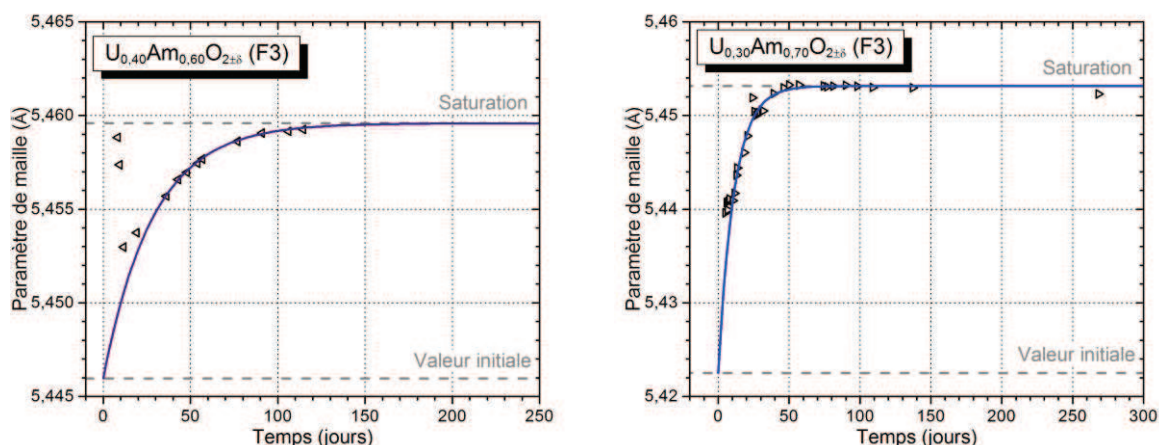 5,465
5,460
5,455
5,450
5,445
Paramètre de maille (Å)
U0,40Am0,60O2±δ (F3)
Saturation
Valeur initiale
0 50 100 150 200 250
Temps (jours)
5,46
5,45
5,44
5,43
5,42
Paramètre de maille (Å)
U0,30Am0,70O2±δ (F3)
Saturation
Valeur initiale
0 50 100 150 200 250 300
Temps (jours)